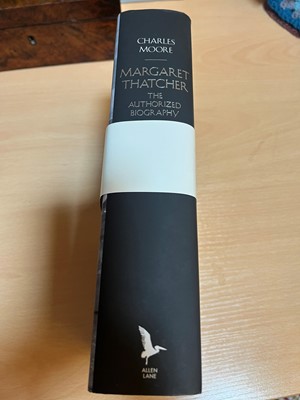 CHARLES
MOORE
MARGARET
THATCHER
THE
AUTHORIZED
BIOGRAPHY
ALLEN
LANE